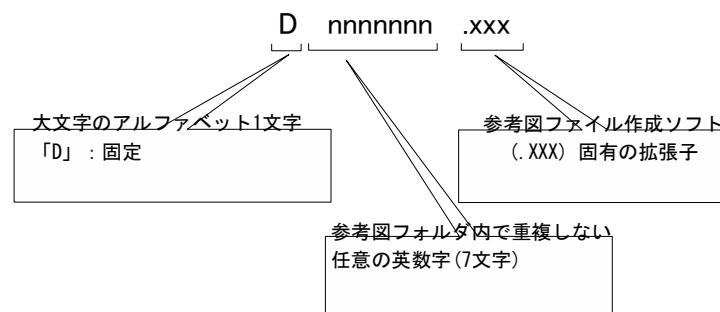 D nnnnnnn .xxx
大文字のアルファベット1文字
「D」：固定
参考図ファイル作成ソフト
(.XXX) 固有の拡張子
参考図フォルダ内で重複しない
任意の英数字(7文字)